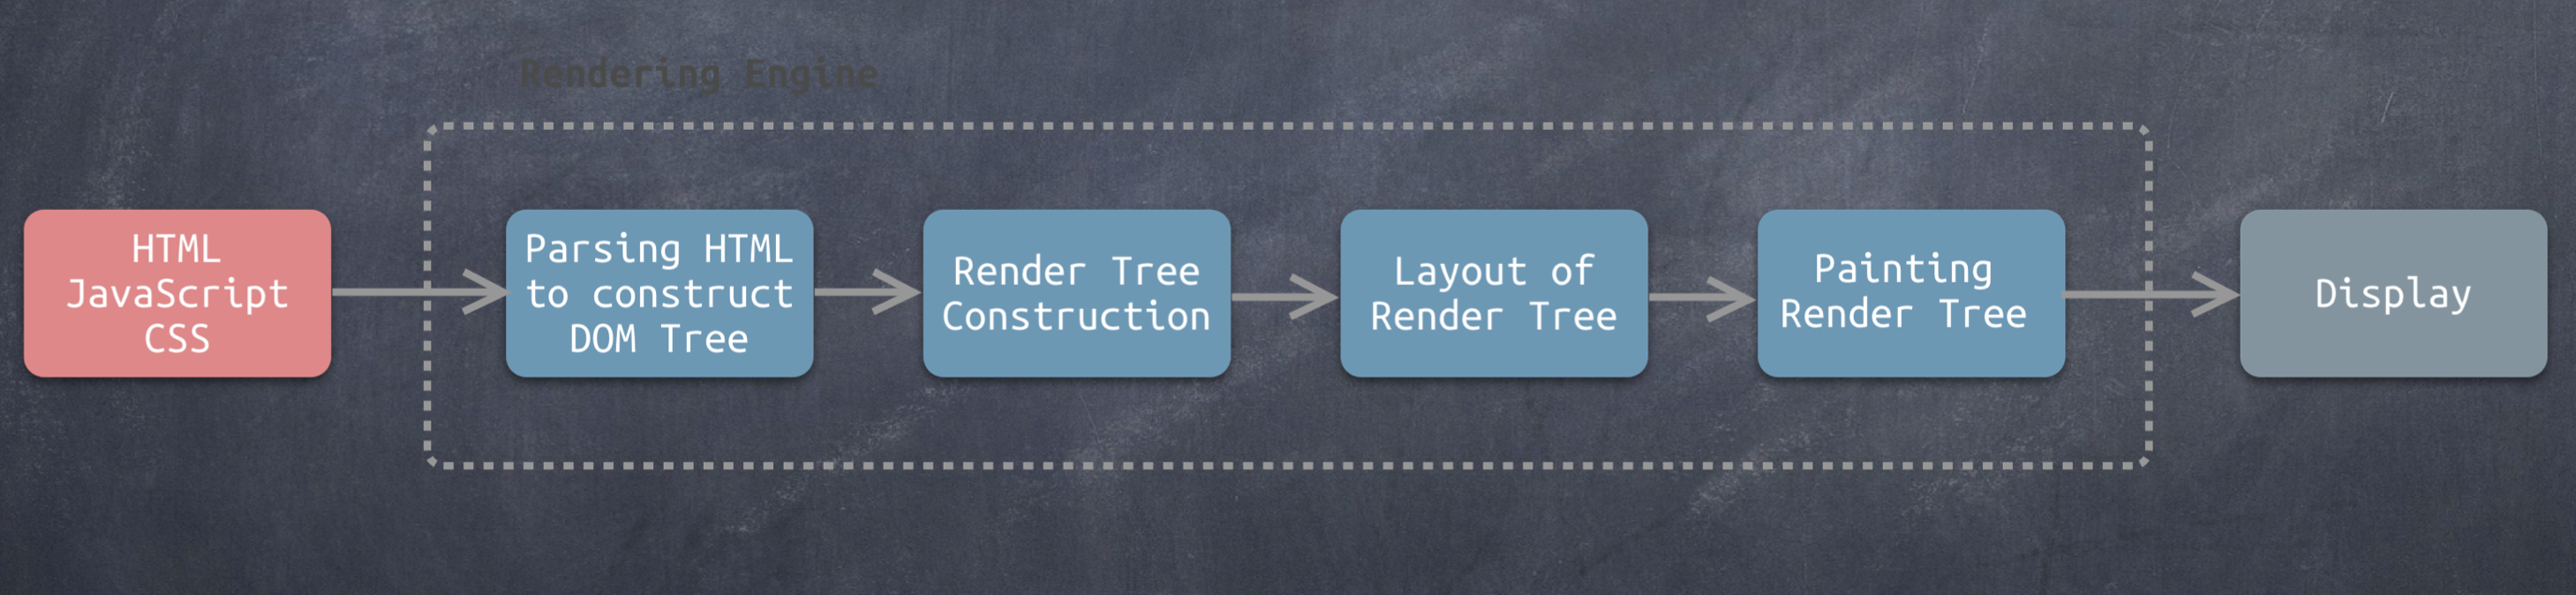 Rendering Engine
HTML
JavaScript
CSS
Parsing HTML
to construct
DOM Tree
Render Tree
Construction
Layout of
Render Tree
Painting
Render Tree
Display